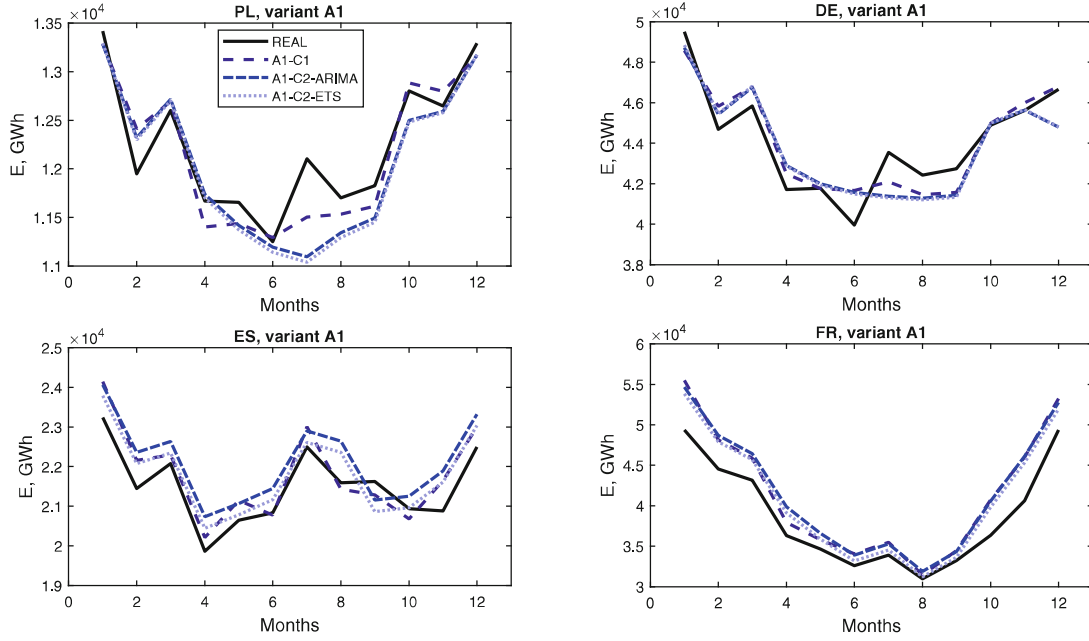 PL, variant A1
×10⁴
1.35
1.3
1.25
1.2
1.15
1.1
E, GWh
0 2 4 6 8 10 12
Months
REAL
A1-C1
A1-C2-ARIMA
A1-C2-ETS
DE, variant A1
×10⁴
5
4.8
4.6
4.4
4.2
4
3.8
E, GWh
0 2 4 6 8 10 12
Months
ES, variant A1
×10⁴
2.5
2.4
2.3
2.2
2.1
2
1.9
E, GWh
0 2 4 6 8 10 12
Months
FR, variant A1
×10⁴
6
5.5
5
4.5
4
3.5
3
E, GWh
0 2 4 6 8 10 12
Months